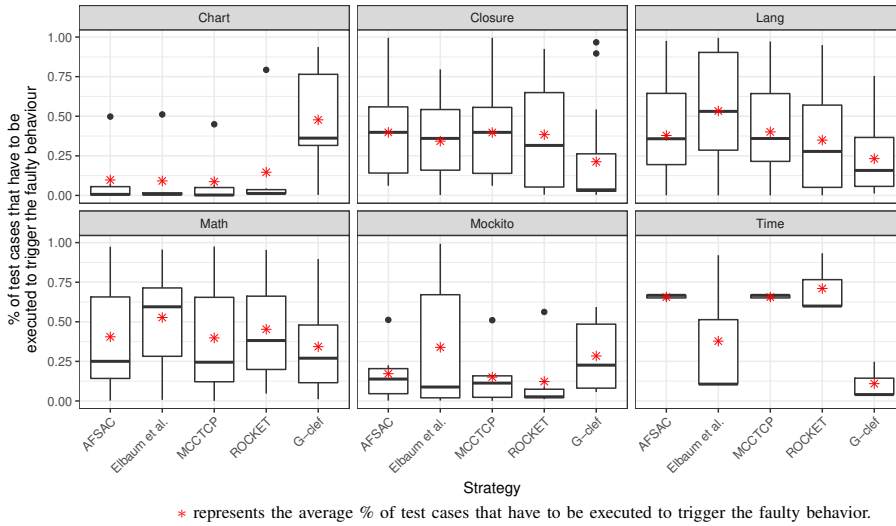 Chart
Closure
Lang
1.00
0.75
0.50
0.25
0.00
Math
Mockito
Time
1.00
0.75
0.50
0.25
0.00
% of test cases that have to be
executed to trigger the faulty behaviour
AFSAC
Elbaum et al.
MCCTCP
ROCKET
G-clef
AFSAC
Elbaum et al.
MCCTCP
ROCKET
G-clef
AFSAC
Elbaum et al.
MCCTCP
ROCKET
G-clef
Strategy
* represents the average % of test cases that have to be executed to trigger the faulty behavior.